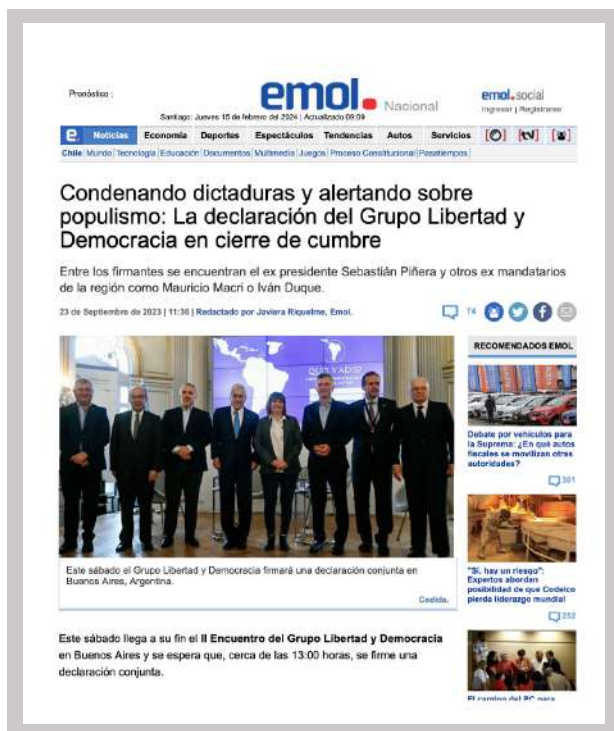 Pronóstico :
emol. Nacional
emol.social
Ingresar | Registrarse
Santiago: Jueves 15 de febrero del 2024 | Actualizado 09:09
e. Noticias Economía Deportes Espectáculos Tendencias Autos Servicios
Chile Mundo Tecnología Educación Documentos Multimedia Juegos Proceso Constitucional Pasatiempos
Condenando dictaduras y alertando sobre
populismo: La declaración del Grupo Libertad y
Democracia en cierre de cumbre
Entre los firmantes se encuentran el ex presidente Sebastián Piñera y otros ex mandatarios
de la región como Mauricio Macri o Iván Duque.
23 de Septiembre de 2023 | 11:36 | Redactado por Javiera Riquelme, Emol.
74
Este sábado el Grupo Libertad y Democracia firmará una declaración conjunta en
Buenos Aires, Argentina.
Cedida.
Este sábado llega a su fin el II Encuentro del Grupo Libertad y Democracia
en Buenos Aires y se espera que, cerca de las 13:00 horas, se firme una
declaración conjunta.
RECOMENDADOS EMOL
Debate por vehículos para
la Suprema: ¿En qué autos
fiscales se movilizan otras
autoridades?
301
"Sí, hay un riesgo":
Expertos abordan
posibilidad de que Codelco
pierda liderazgo mundial
252
El camino del PC para